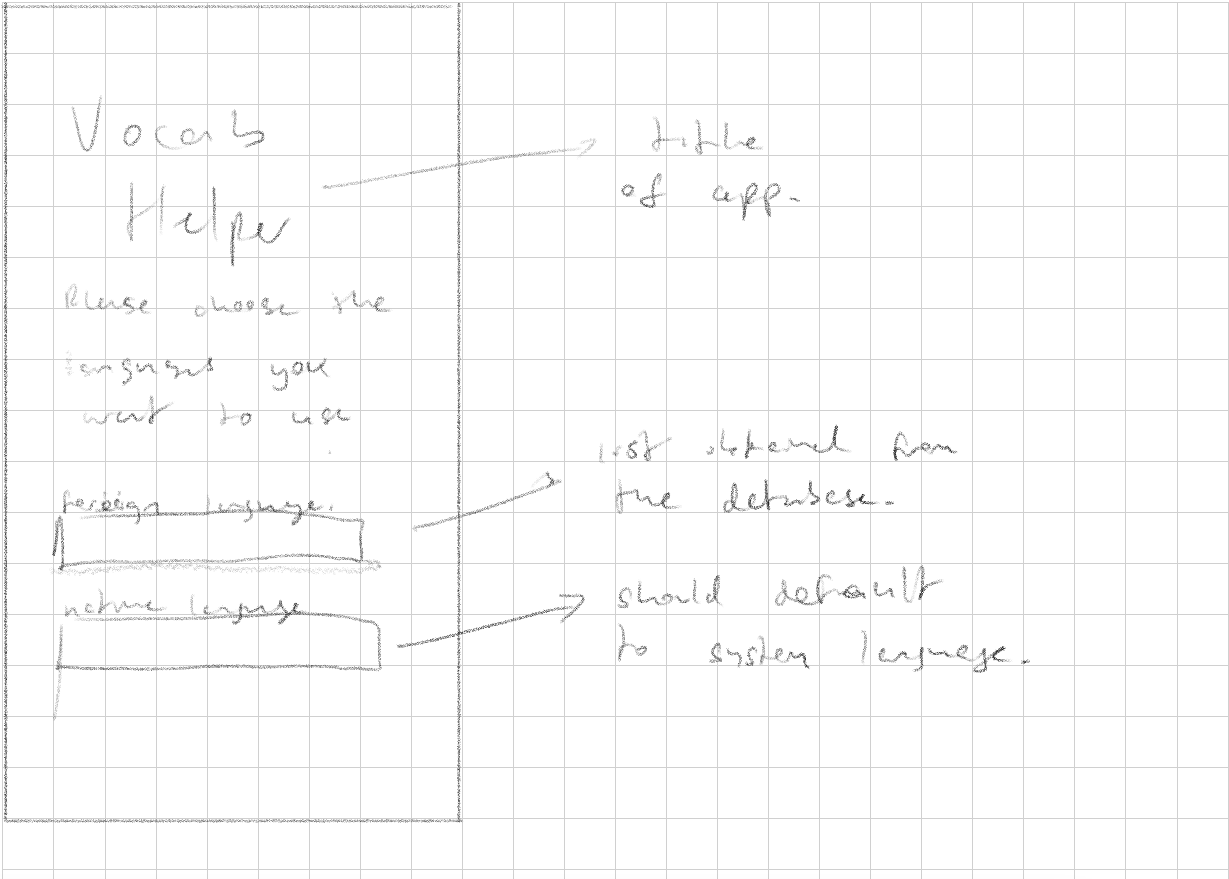 Vocab
Helper
Please choose the
languages you
want to use
foreign language.
native language
title
of app.
list obtained from
the database.
should default
to system language.